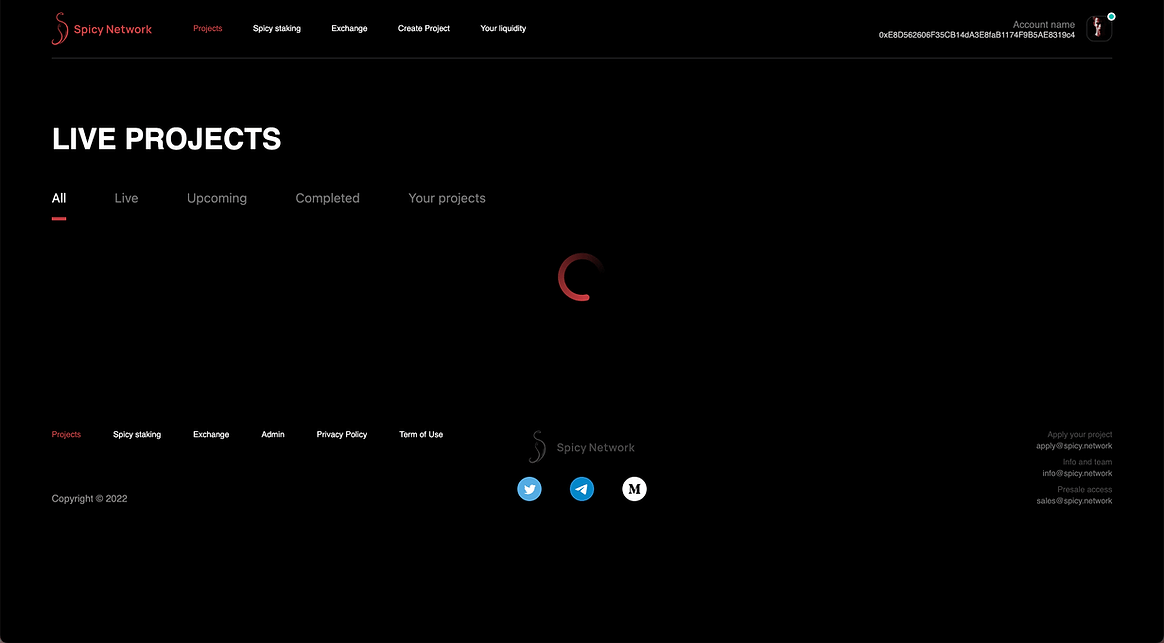 Spicy Network
Projects Spicy staking Exchange Create Project Your liquidity
Account name
0xE8D562606F35CB14dA3E8faB1174F9B5AE8319c4
LIVE PROJECTS
All Live Upcoming Completed Your projects
Projects Spicy staking Exchange Admin Privacy Policy Term of Use
Copyright © 2022
Spicy Network
M
Apply your project
apply@spicy.network
Info and team
info@spicy.network
Presale access
sales@spicy.network